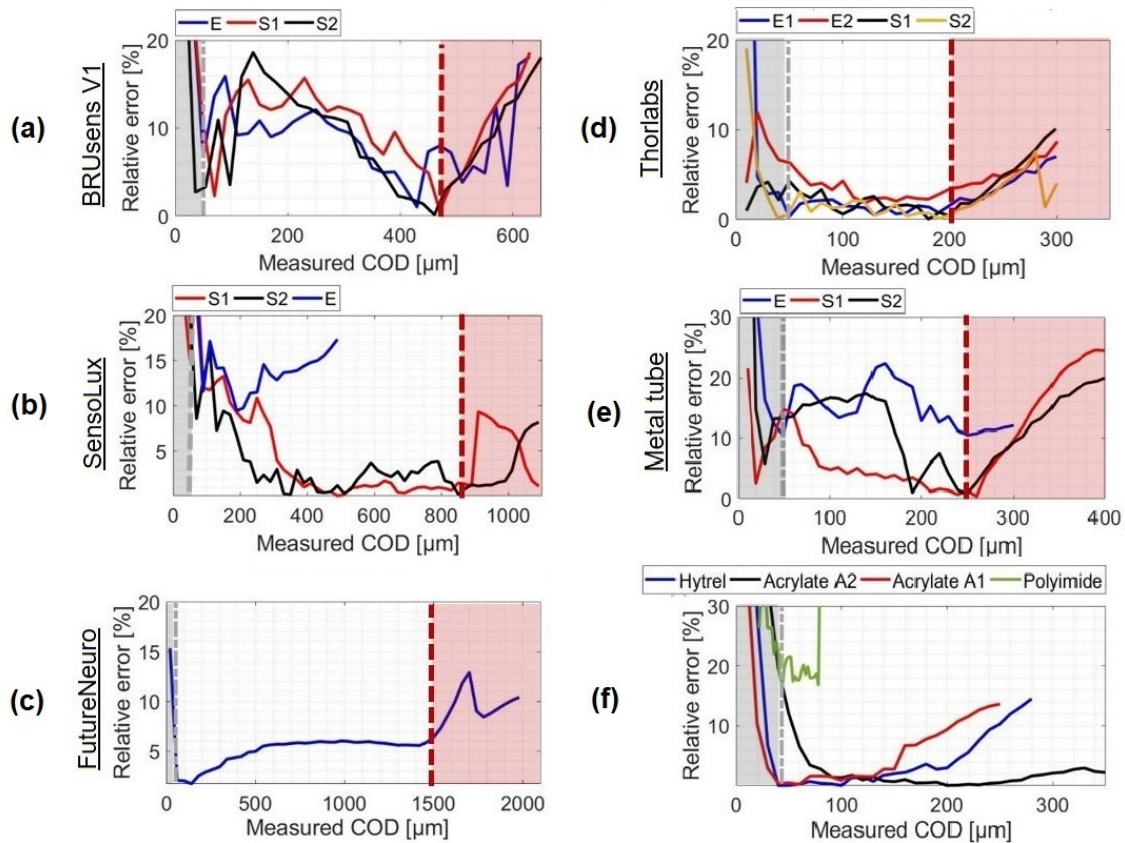 E S1 S2
(a)
BRUsens V1
Relative error [%]
20
10
0
0 200 400 600
Measured COD [µm]
E1 E2 S1 S2
(d)
Thorlabs
Relative error [%]
20
10
0
0 100 200 300
Measured COD [µm]
S1 S2 E
(b)
SensoLux
Relative error [%]
20
15
10
5
0 200 400 600 800 1000
Measured COD [µm]
E S1 S2
(e)
Metal tube
Relative error [%]
30
20
10
0
0 100 200 300 400
Measured COD [µm]
(c)
FutureNeuro
Relative error [%]
20
15
10
5
0 500 1000 1500 2000
Measured COD [µm]
Hytrel Acrylate A2 Acrylate A1 Polyimide
(f)
Relative error [%]
30
20
10
0 100 200 300
Measured COD [µm]